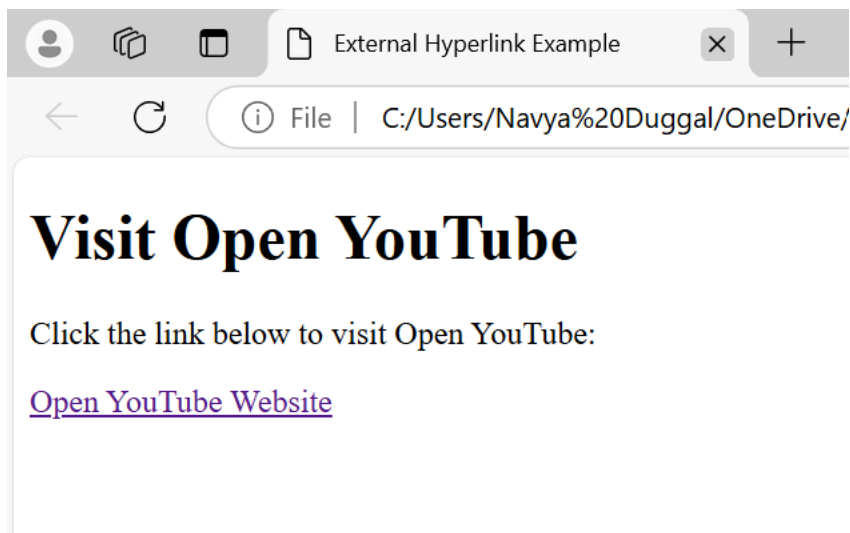 External Hyperlink Example
File | C:/Users/Navya%20Duggal/OneDrive/
Visit Open YouTube
Click the link below to visit Open YouTube:
Open YouTube Website